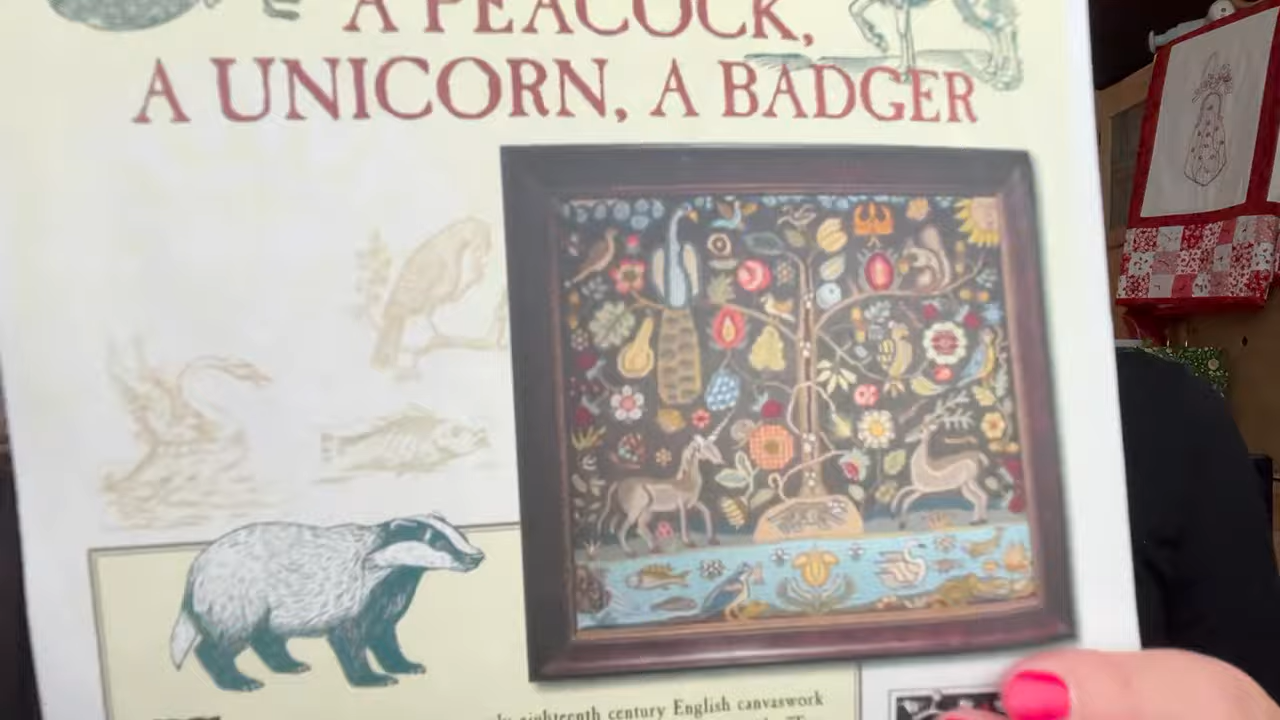 A PEACOCK,
A UNICORN, A BADGER
eighteenth century English canvaswork